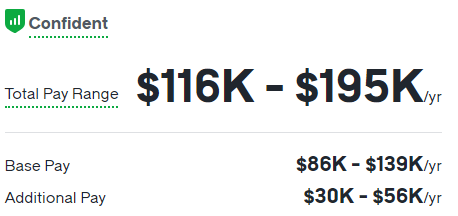 Confident
Total Pay Range $116K - $195K/yr
Base Pay $86K - $139K/yr
Additional Pay $30K - $56K/yr